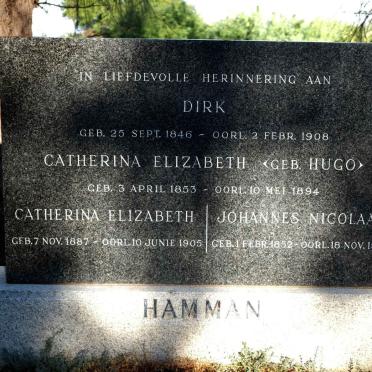 IN LIEFDEVOLLE HERINNERING AAN
DIRK
GEB. 25 SEPT. 1846 – OORL. 2 FEBR. 1908
CATHERINA ELIZABETH <GEB. HUGO>
GEB. 3 APRIL 1853 – OORL. 10 MEI 1894
CATHERINA ELIZABETH
GEB. 7 NOV. 1887 – OORL. 10 JUNIE 1905
JOHANNES NICOLAA
GEB. 1 FEBR. 1852 – OORL. 18 NOV.
HAMMAN